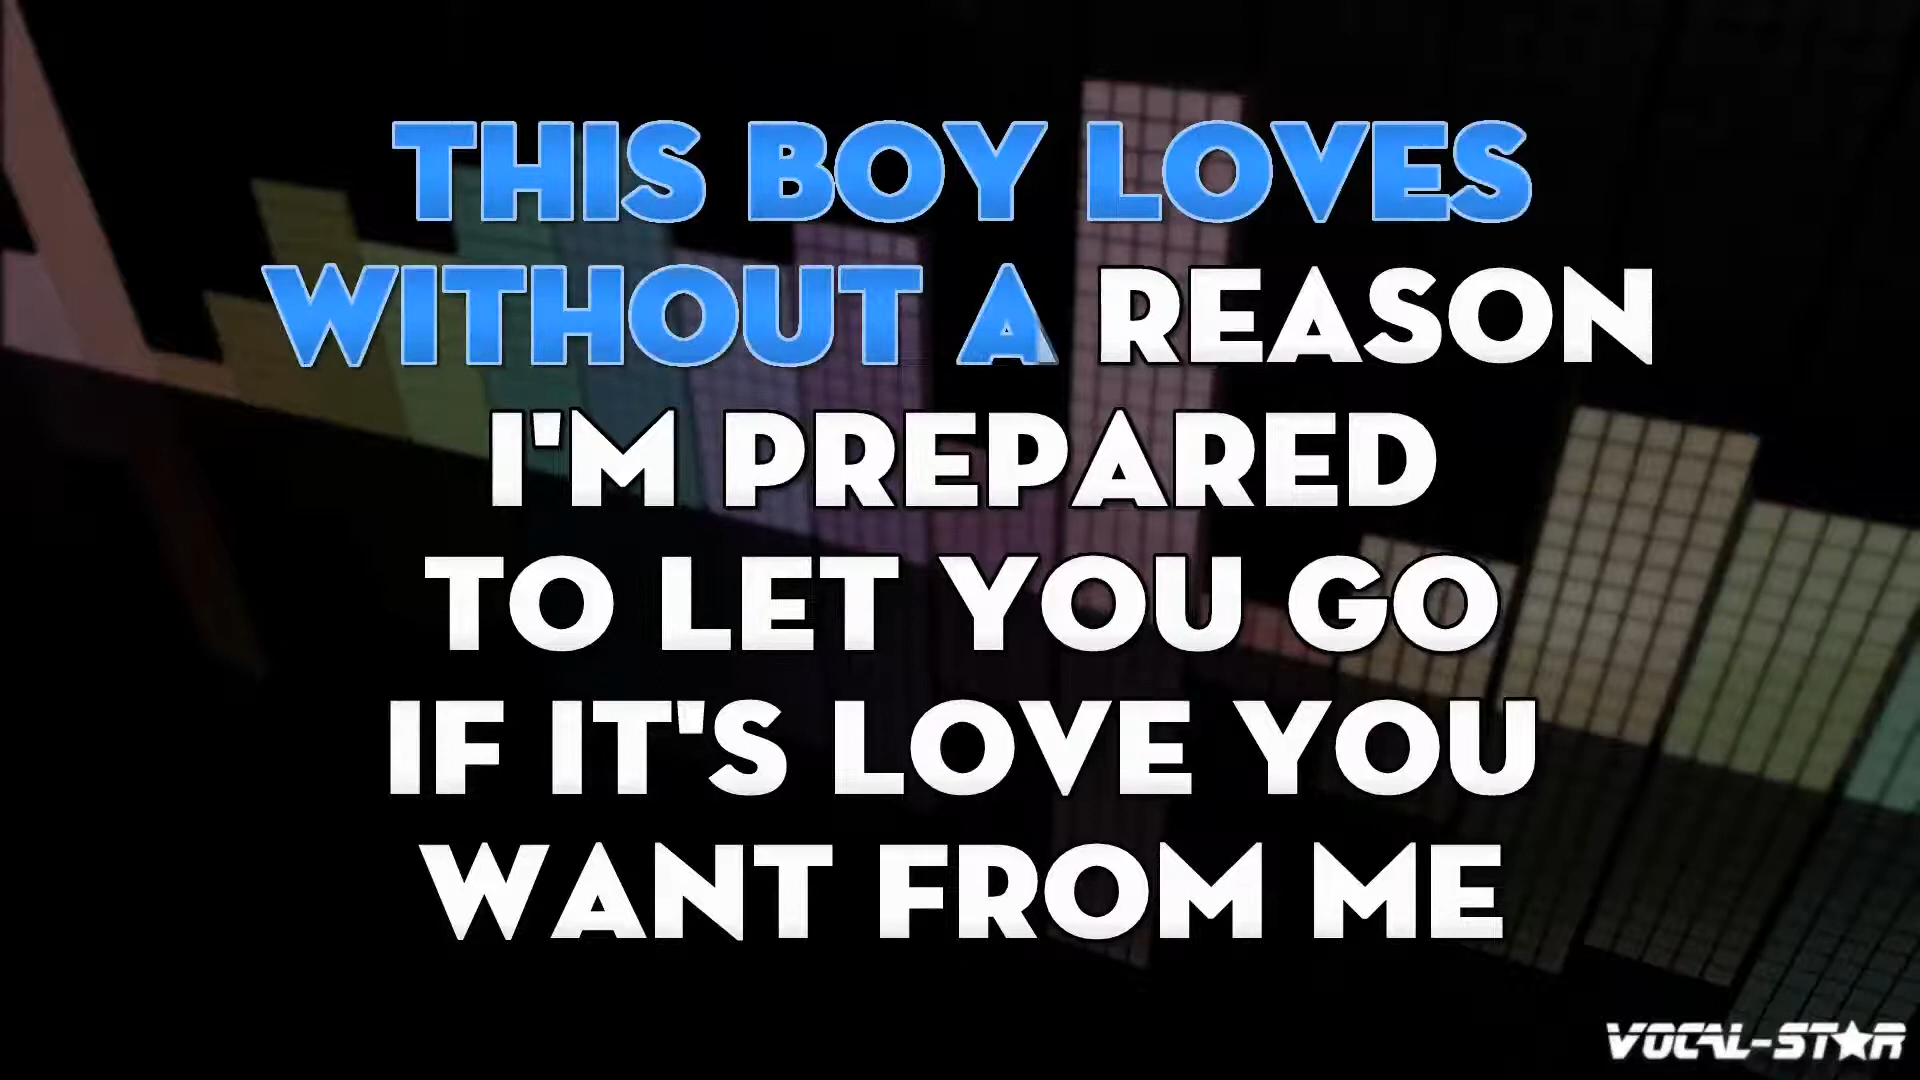 THIS BOY LOVES
WITHOUT A REASON
I'M PREPARED
TO LET YOU GO
IF IT'S LOVE YOU
WANT FROM ME
VOCAL-STAR